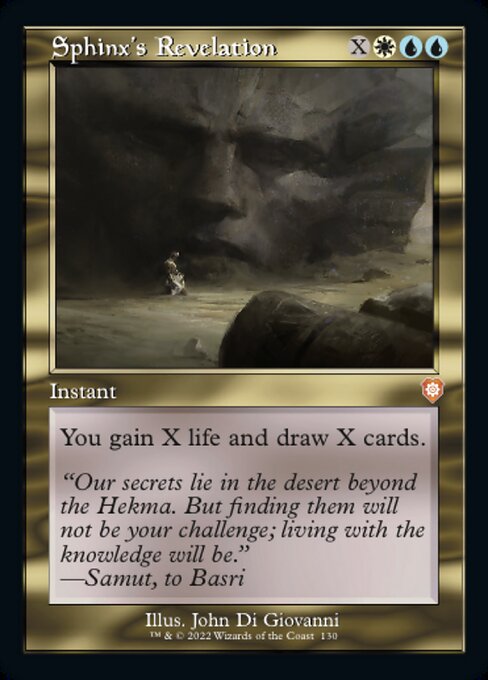 Sphinx's Revelation X
Instant
You gain X life and draw X cards.
“Our secrets lie in the desert beyond
the Hekma. But finding them will
not be your challenge; living with the
knowledge will be.”
—Samut, to Basri
Illus. John Di Giovanni
™ & © 2022 Wizards of the Coast 130